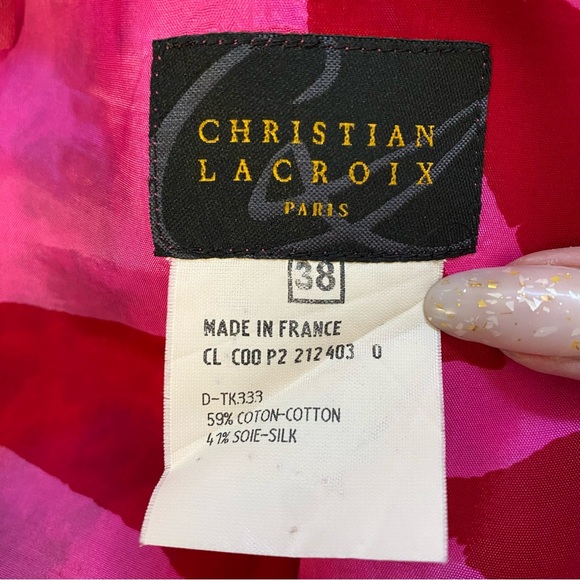 CHRISTIAN
LACROIX
PARIS
38
MADE IN FRANCE
CL C00 P2 212403 0
D-TK333
59% COTON-COTTON
41% SOIE-SILK